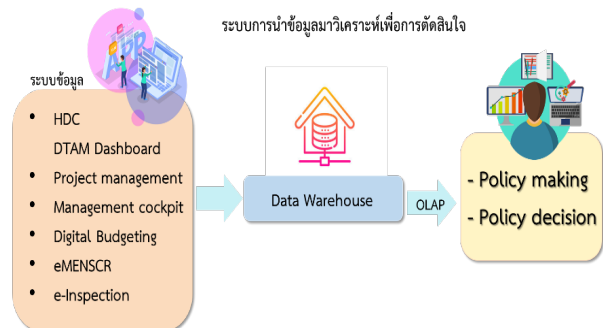 ระบบการนำข้อมูลมาวิเคราะห์เพื่อการตัดสินใจ
APP
ระบบข้อมูล
• HDC
DTAM Dashboard
• Project management
• Management cockpit
• Digital Budgeting
• eMENSCR
• e-Inspection
Data Warehouse
OLAP
- Policy making
- Policy decision